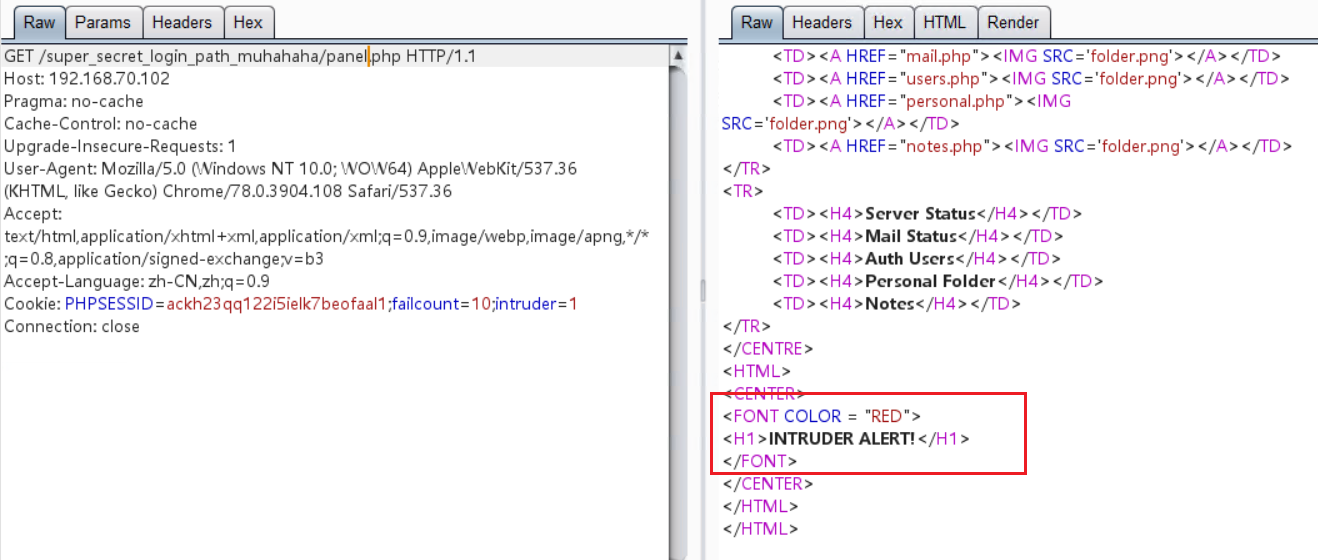 Raw Params Headers Hex
GET /super_secret_login_path_muhahaha/panel.php HTTP/1.1
Host: 192.168.70.102
Pragma: no-cache
Cache-Control: no-cache
Upgrade-Insecure-Requests: 1
User-Agent: Mozilla/5.0 (Windows NT 10.0; WOW64) AppleWebKit/537.36
(KHTML, like Gecko) Chrome/78.0.3904.108 Safari/537.36
Accept:
text/html,application/xhtml+xml,application/xml;q=0.9,image/webp,image/apng,*/*
;q=0.8,application/signed-exchange;v=b3
Accept-Language: zh-CN,zh;q=0.9
Cookie: PHPSESSID=ackh23qq122i5ielk7beofaal1;failcount=10;intruder=1
Connection: close
Raw Headers Hex HTML Render
<TD><A HREF="mail.php"><IMG SRC='folder.png'></A></TD>
<TD><A HREF="users.php"><IMG SRC='folder.png'></A></TD>
<TD><A HREF="personal.php"><IMG
SRC='folder.png'></A></TD>
<TD><A HREF="notes.php"><IMG SRC='folder.png'></A></TD>
</TR>
<TR>
<TD><H4>Server Status</H4></TD>
<TD><H4>Mail Status</H4></TD>
<TD><H4>Auth Users</H4></TD>
<TD><H4>Personal Folder</H4></TD>
<TD><H4>Notes</H4></TD>
</TR>
</CENTRE>
<HTML>
<CENTER>
<FONT COLOR = "RED">
<H1>INTRUDER ALERT!</H1>
</FONT>
</CENTER>
</HTML>
</HTML>